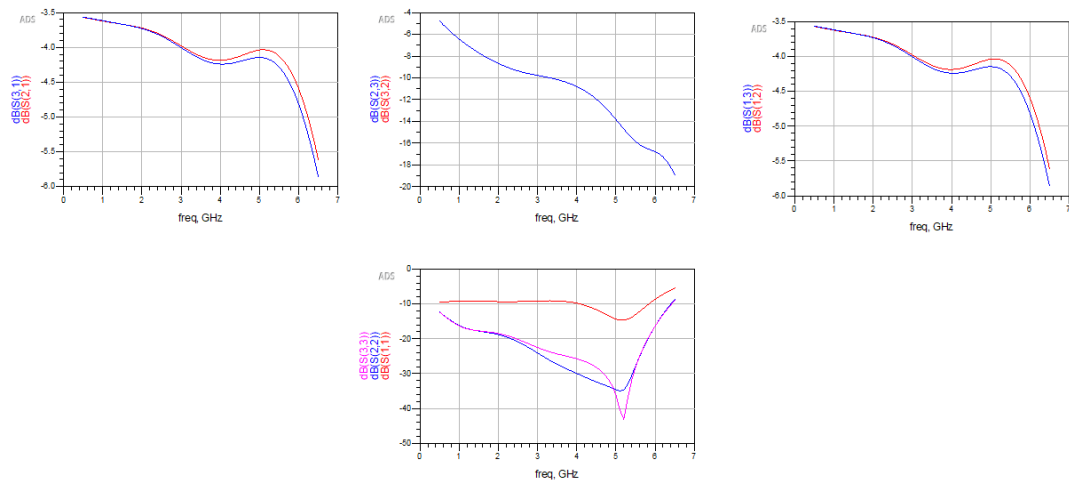 ADS
-3.5
-4.0
-4.5
-5.0
-5.5
-6.0
dB(S(3,1))
dB(S(2,1))
0 1 2 3 4 5 6 7
freq, GHz
ADS
-4
-6
-8
-10
-12
-14
-16
-18
-20
dB(S(2,3))
dB(S(3,2))
0 1 2 3 4 5 6 7
freq, GHz
ADS
-3.5
-4.0
-4.5
-5.0
-5.5
-6.0
dB(S(1,3))
dB(S(1,2))
0 1 2 3 4 5 6 7
freq, GHz
ADS
0
-10
-20
-30
-40
-50
dB(S(3,3))
dB(S(2,2))
dB(S(1,1))
0 1 2 3 4 5 6 7
freq, GHz